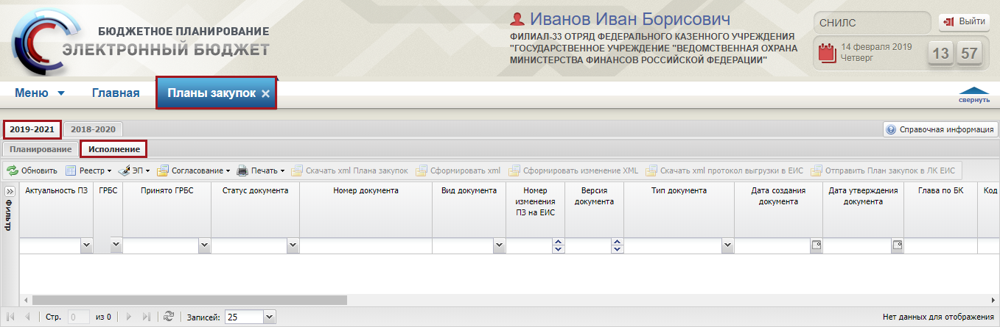 БЮДЖЕТНОЕ ПЛАНИРОВАНИЕ
ЭЛЕКТРОННЫЙ БЮДЖЕТ
Иванов Иван Борисович
ФИЛИАЛ-33 ОТРЯД ФЕДЕРАЛЬНОГО КАЗЕННОГО УЧРЕЖДЕНИЯ
"ГОСУДАРСТВЕННОЕ УЧРЕЖДЕНИЕ "ВЕДОМСТВЕННАЯ ОХРАНА
МИНИСТЕРСТВА ФИНАНСОВ РОССИЙСКОЙ ФЕДЕРАЦИИ"
СНИЛС
Выйти
14 февраля 2019
Четверг
13 57
Меню Главная Планы закупок
свернуть
2019-2021 2018-2020
Справочная информация
Планирование Исполнение
Обновить Реестр ЭП Согласование Печать Скачать xml Плана закупок Сформировать xml Сформировать изменение XML Скачать xml протокол выгрузки в ЕИС Отправить План закупок в ЛК ЕИС
Фильтр
Актуальность ПЗ ГРБС Принято ГРБС Статус документа Номер документа Вид документа Номер Версия Тип документа Дата создания Дата утверждения Глава по БК Код
изменения документа документа документа
ПЗ на ЕИС
Стр. 0 из 0 Записей: 25 Нет данных для отображения